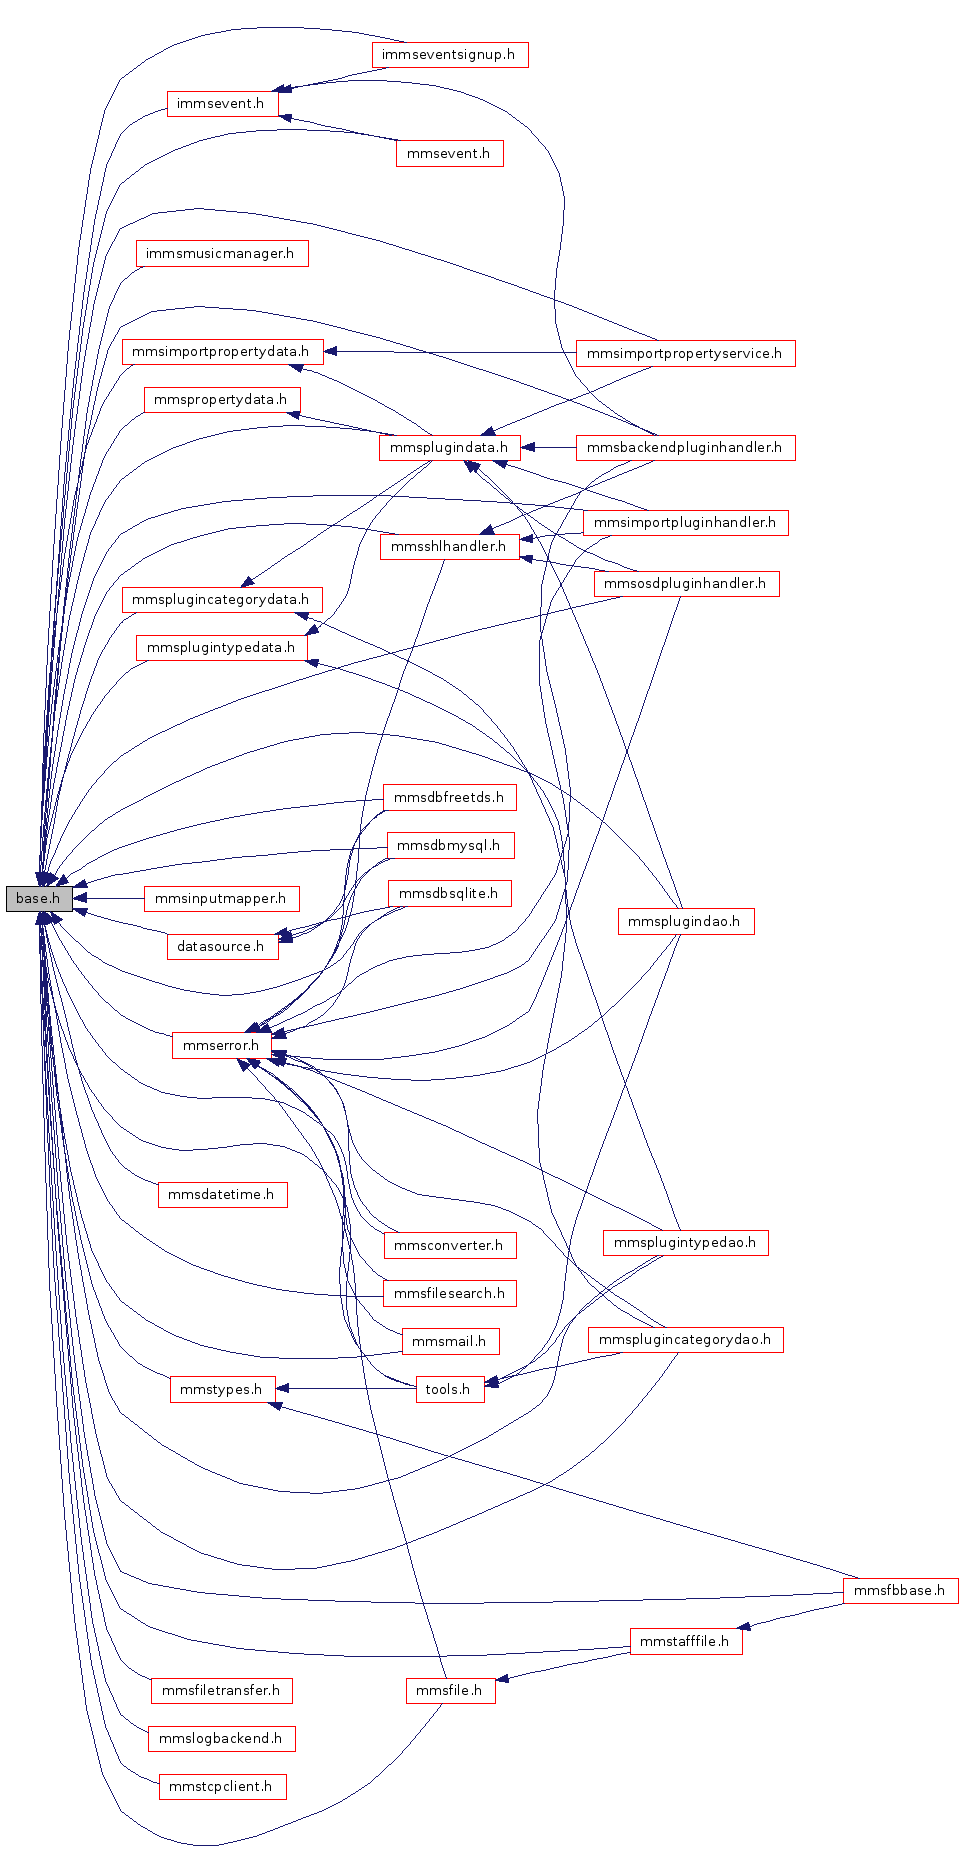 immseventsignup.h
immsevent.h
mmsevent.h
immsmusicmanager.h
mmsimportpropertydata.h
mmsimportpropertyservice.h
mmspropertydata.h
mmsplugindata.h
mmsbackendpluginhandler.h
mmsimportpluginhandler.h
mmsshlhandler.h
mmsosdpluginhandler.h
mmsplugincategorydata.h
mmsplugintypedata.h
mmsdbfreetds.h
mmsdbmysql.h
mmsdbsqlite.h
base.h
mmsinputmapper.h
mmsplugindao.h
datasource.h
mmserror.h
mmsdatetime.h
mmsconverter.h
mmsplugintypedao.h
mmsfilesearch.h
mmsmail.h
mmsplugincategorydao.h
mmstypes.h
tools.h
mmsfbbase.h
mmstafffile.h
mmsfiletransfer.h
mmsfile.h
mmslogbackend.h
mmstcpclient.h